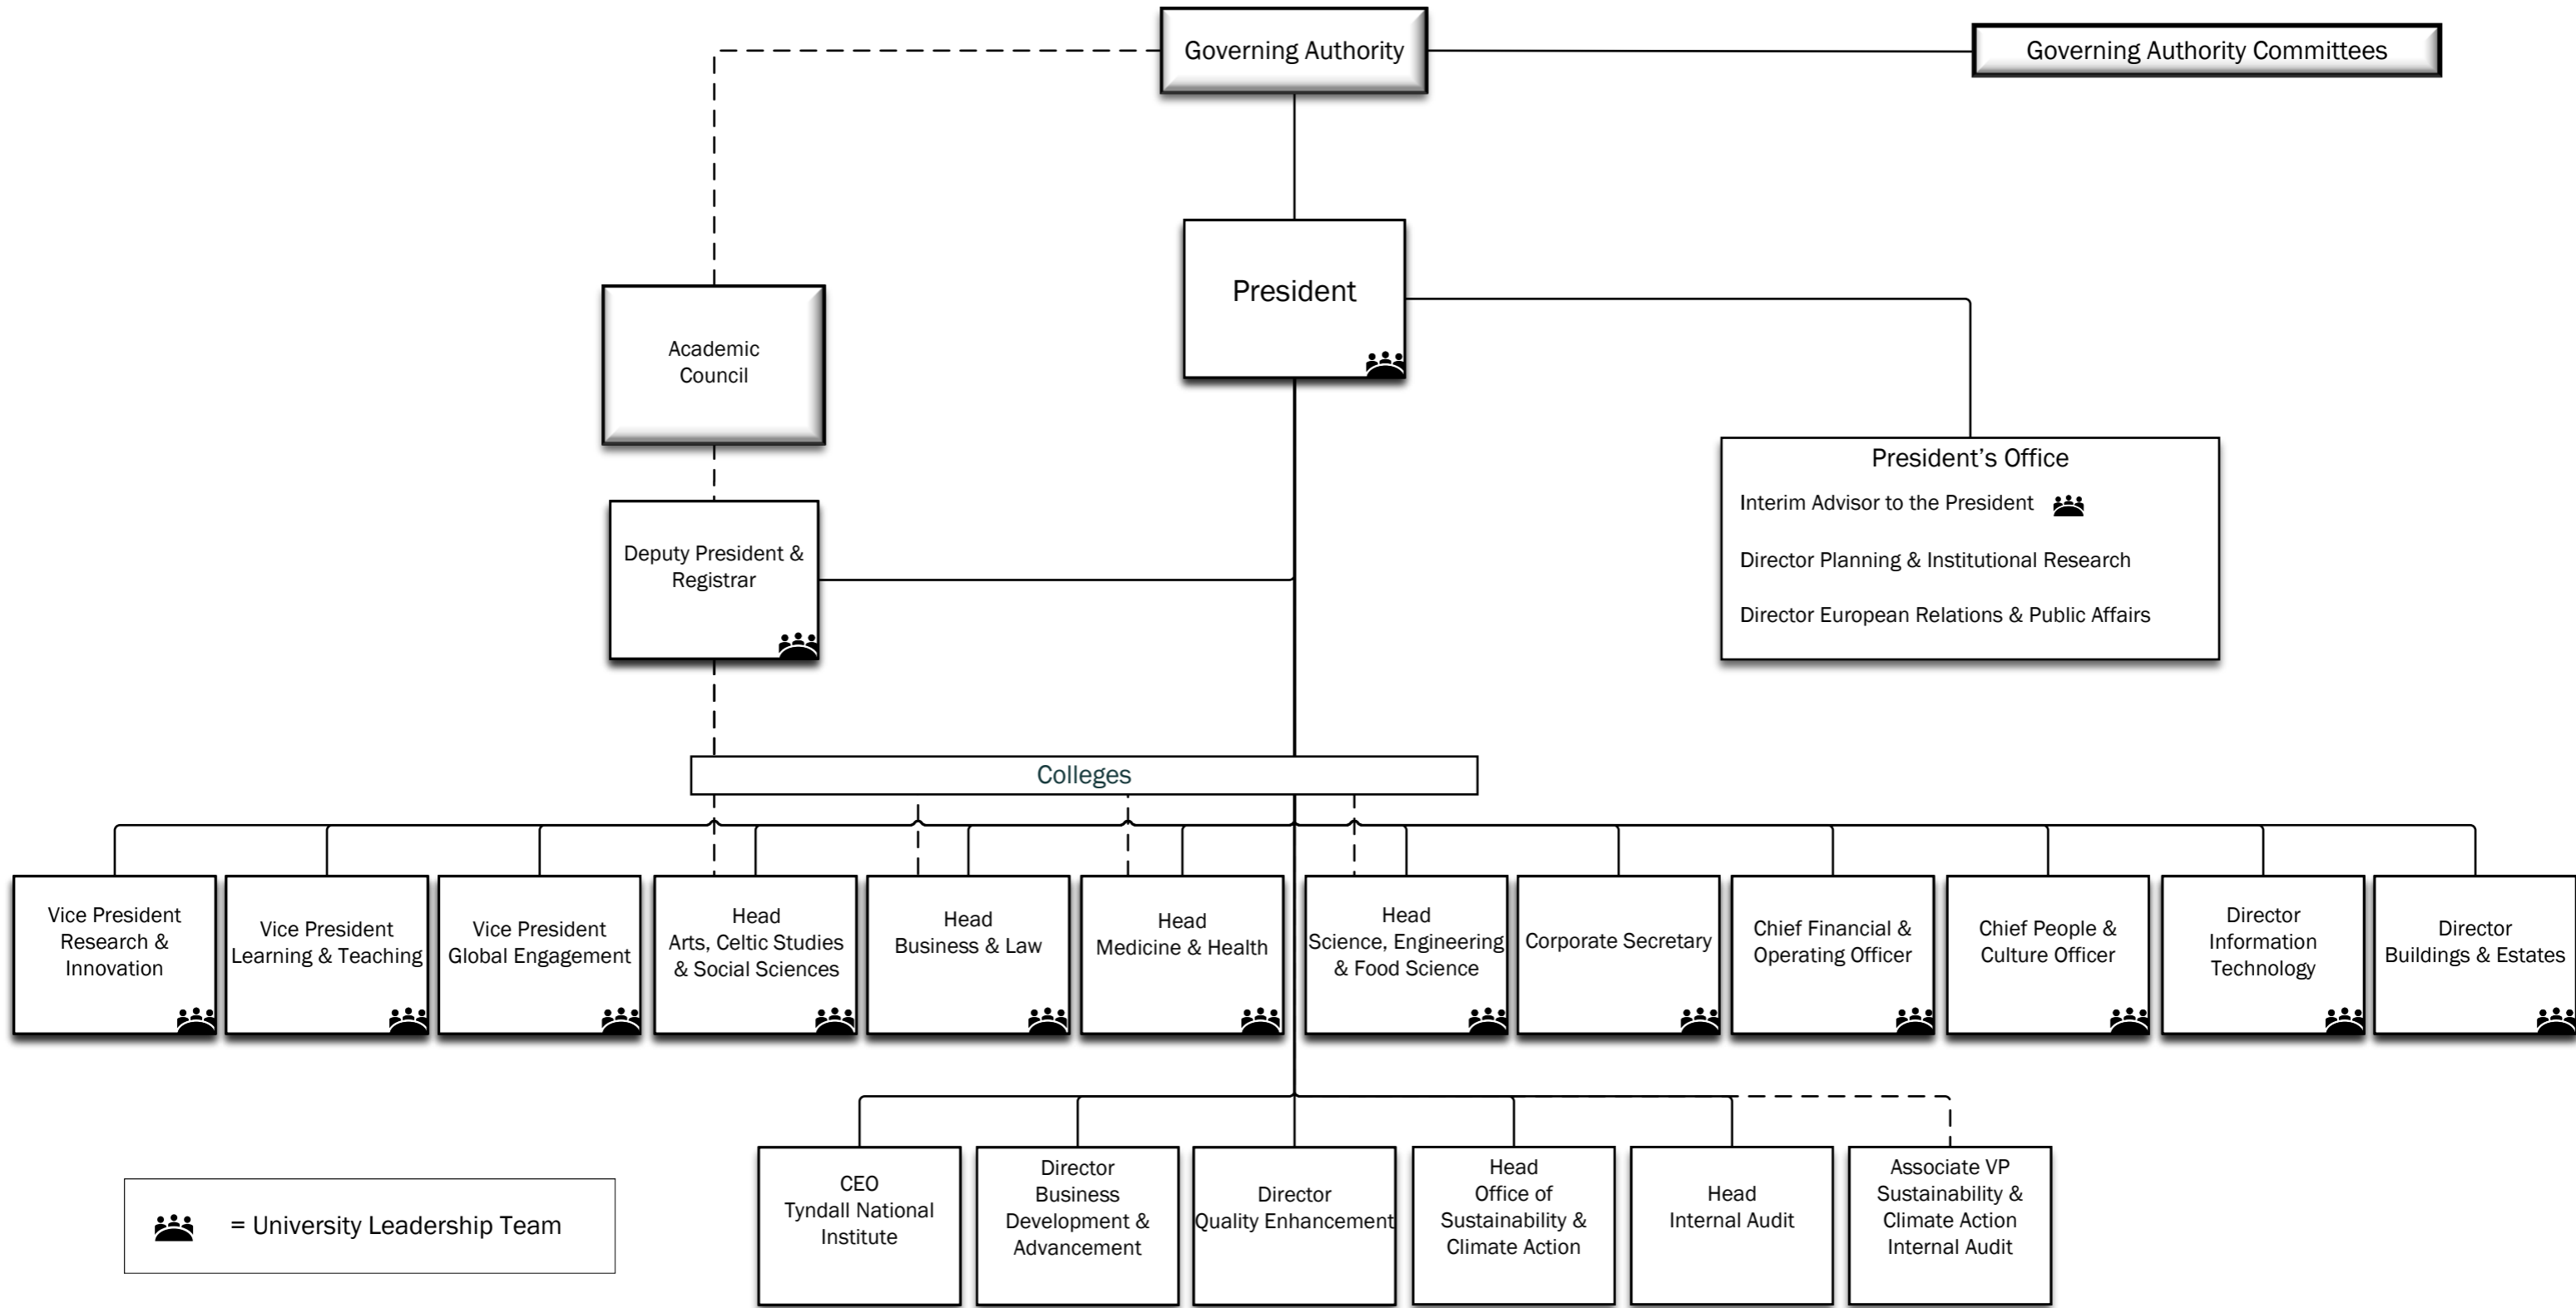 Governing Authority
Governing Authority Committees
President
Academic
Council
President's Office
Interim Advisor to the President
Director Planning & Institutional Research
Director European Relations & Public Affairs
Deputy President &
Registrar
Colleges
Vice President
Research &
Innovation
Vice President
Learning & Teaching
Vice President
Global Engagement
Head
Arts, Celtic Studies
& Social Sciences
Head
Business & Law
Head
Medicine & Health
Head
Science, Engineering
& Food Science
Corporate Secretary
Chief Financial &
Operating Officer
Chief People &
Culture Officer
Director
Information
Technology
Director
Buildings & Estates
CEO
Tyndall National
Institute
Director
Business
Development &
Advancement
Director
Quality Enhancement
Head
Office of
Sustainability &
Climate Action
Head
Internal Audit
Associate VP
Sustainability &
Climate Action
Internal Audit
= University Leadership Team